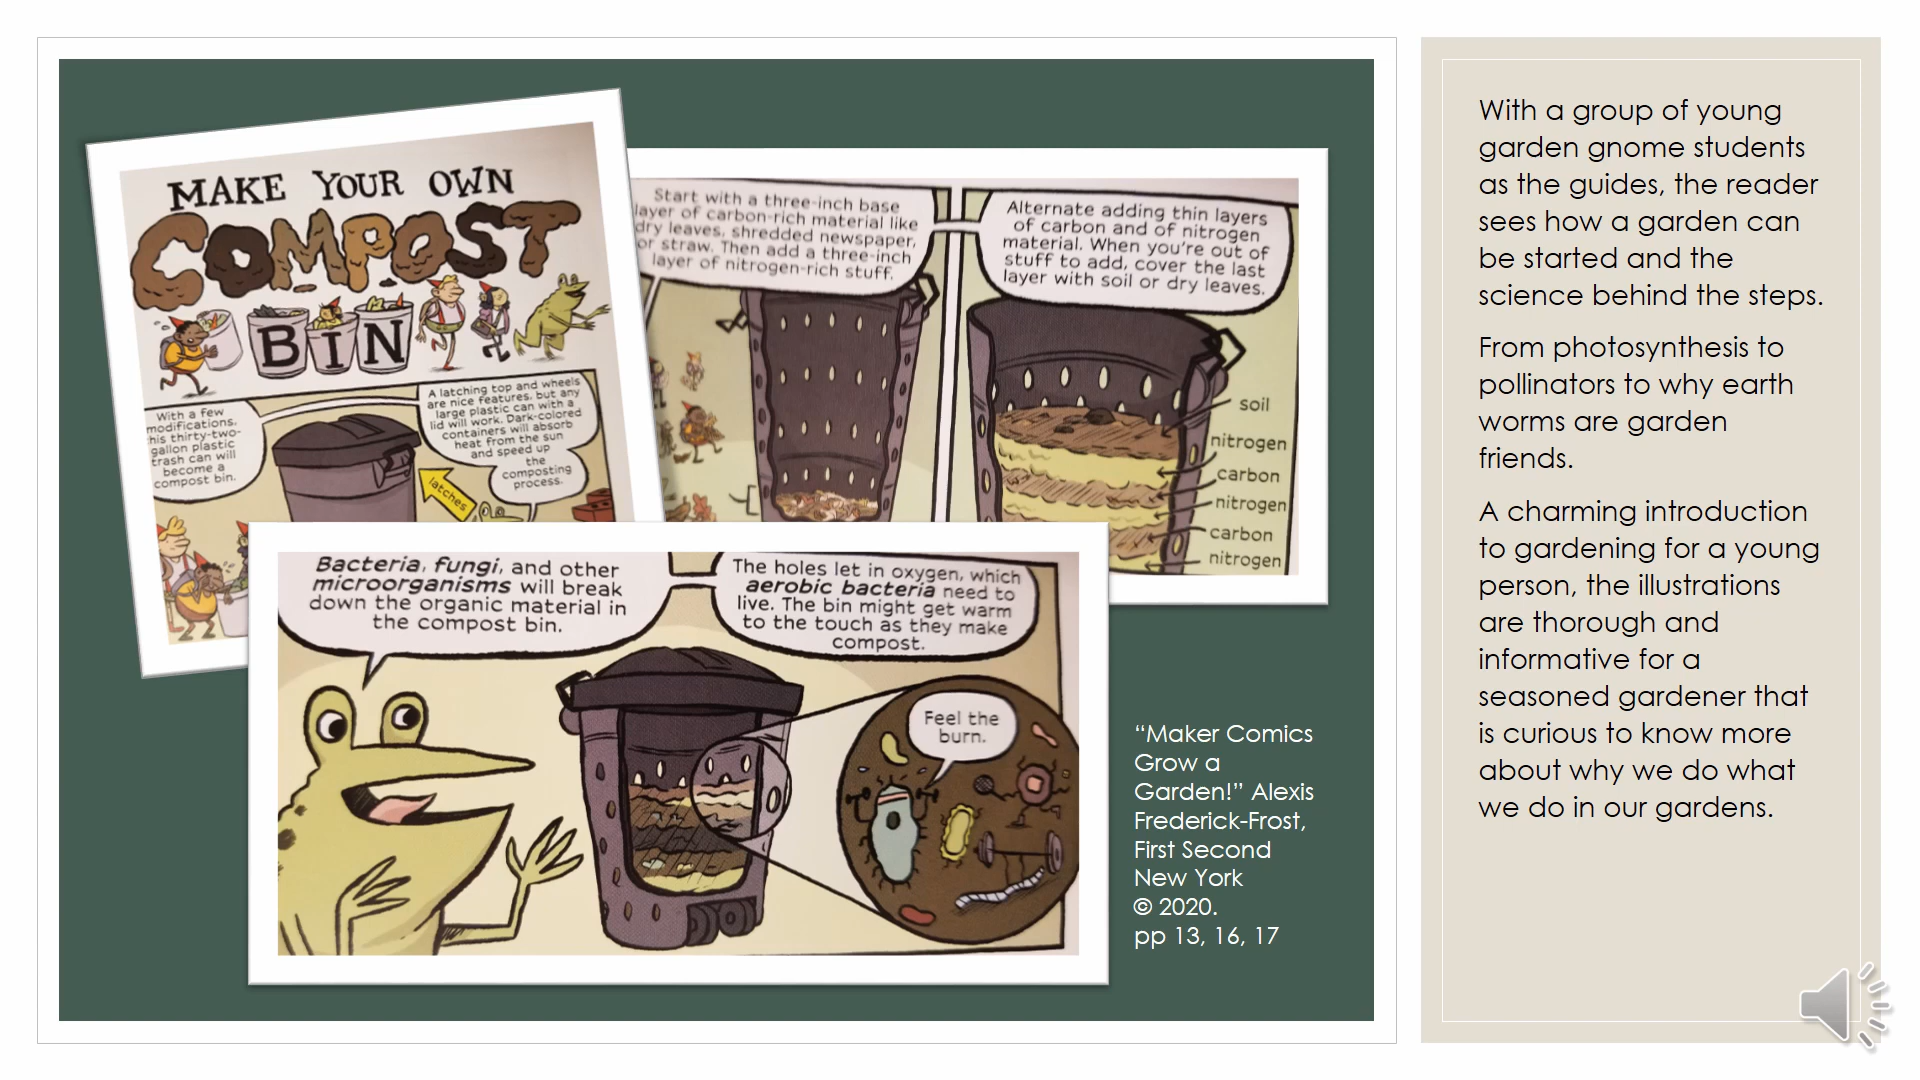 MAKE YOUR OWN
COMPOST
BIN
With a few
modifications,
his thirty-two-
gallon plastic
trash can will
become a
compost bin.
A latching top and wheels
are nice features, but any
large plastic can with a
lid will work. Dark-colored
containers will absorb
heat from the sun
and speed up
the
composting
process.
latches
Start with a three-inch base
layer of carbon-rich material like
dry leaves, shredded newspaper,
or straw. Then add a three-inch
layer of nitrogen-rich stuff.
Alternate adding thin layers
of carbon and of nitrogen
material. When you're out of
stuff to add, cover the last
layer with soil or dry leaves.
soil
nitrogen
carbon
nitrogen
carbon
nitrogen
Bacteria, fungi, and other
microorganisms will break
down the organic material in
the compost bin.
The holes let in oxygen, which
aerobic bacteria need to
live. The bin might get warm
to the touch as they make
compost.
Feel the
burn.
“Maker Comics
Grow a
Garden!” Alexis
Frederick-Frost,
First Second
New York
© 2020.
pp 13, 16, 17
With a group of young
garden gnome students
as the guides, the reader
sees how a garden can
be started and the
science behind the steps.
From photosynthesis to
pollinators to why earth
worms are garden
friends.
A charming introduction
to gardening for a young
person, the illustrations
are thorough and
informative for a
seasoned gardener that
is curious to know more
about why we do what
we do in our gardens.